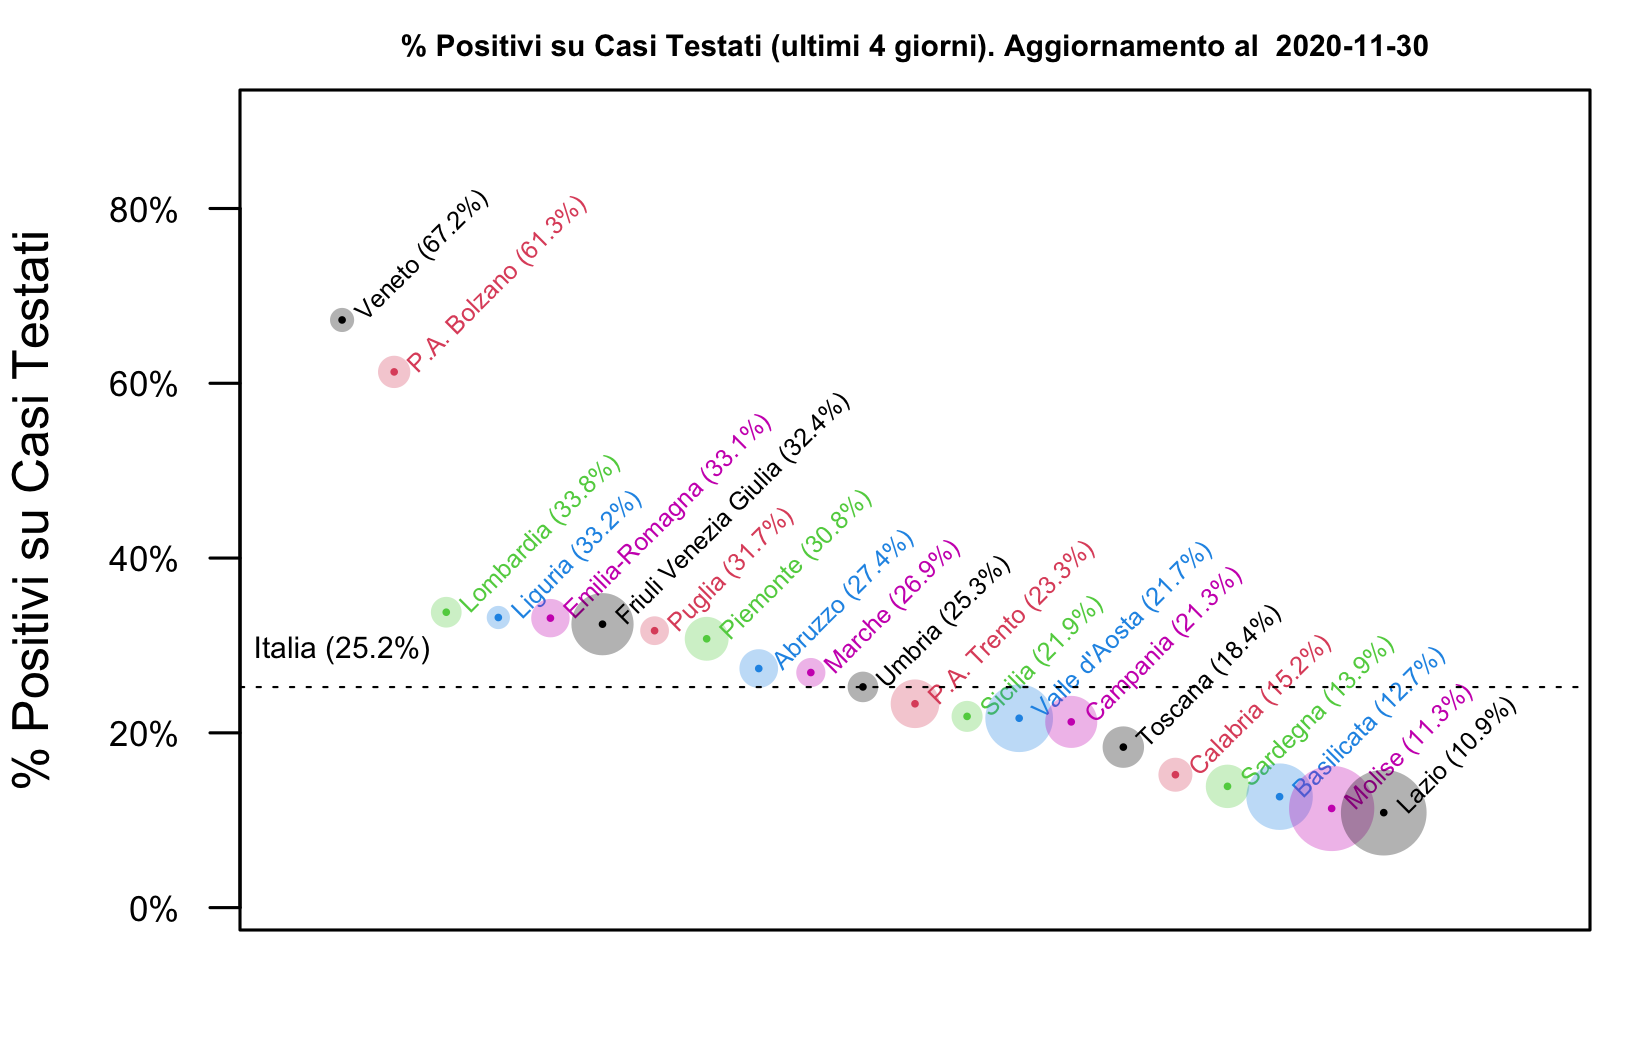 % Positivi su Casi Testati (ultimi 4 giorni). Aggiornamento al  2020-11-30
% Positivi su Casi Testati
80%
60%
40%
20%
0%
Italia (25.2%)
Veneto (67.2%)
P.A. Bolzano (61.3%)
Lombardia (33.8%)
Liguria (33.2%)
Emilia-Romagna (33.1%)
Friuli Venezia Giulia (32.4%)
Puglia (31.7%)
Piemonte (30.8%)
Abruzzo (27.4%)
Marche (26.9%)
Umbria (25.3%)
P.A. Trento (23.3%)
Sicilia (21.9%)
Valle d'Aosta (21.7%)
Campania (21.3%)
Toscana (18.4%)
Calabria (15.2%)
Sardegna (13.9%)
Basilicata (12.7%)
Molise (11.3%)
Lazio (10.9%)